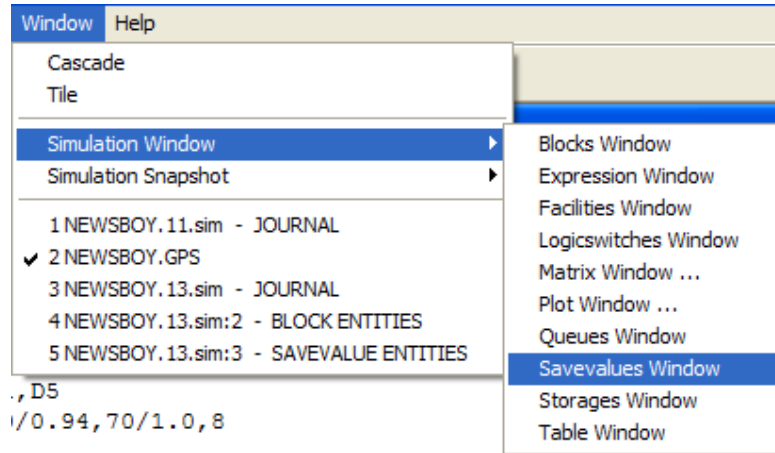 Window Help
Cascade
Tile
Simulation Window
Simulation Snapshot
1 NEWSBOY.11.sim - JOURNAL
2 NEWSBOY.GPS
3 NEWSBOY.13.sim - JOURNAL
4 NEWSBOY.13.sim:2 - BLOCK ENTITIES
5 NEWSBOY.13.sim:3 - SAVEVALUE ENTITIES
Blocks Window
Expression Window
Facilities Window
Logicswitches Window
Matrix Window ...
Plot Window ...
Queues Window
Savevalues Window
Storages Window
Table Window
,D5
/0.94,70/1.0,8